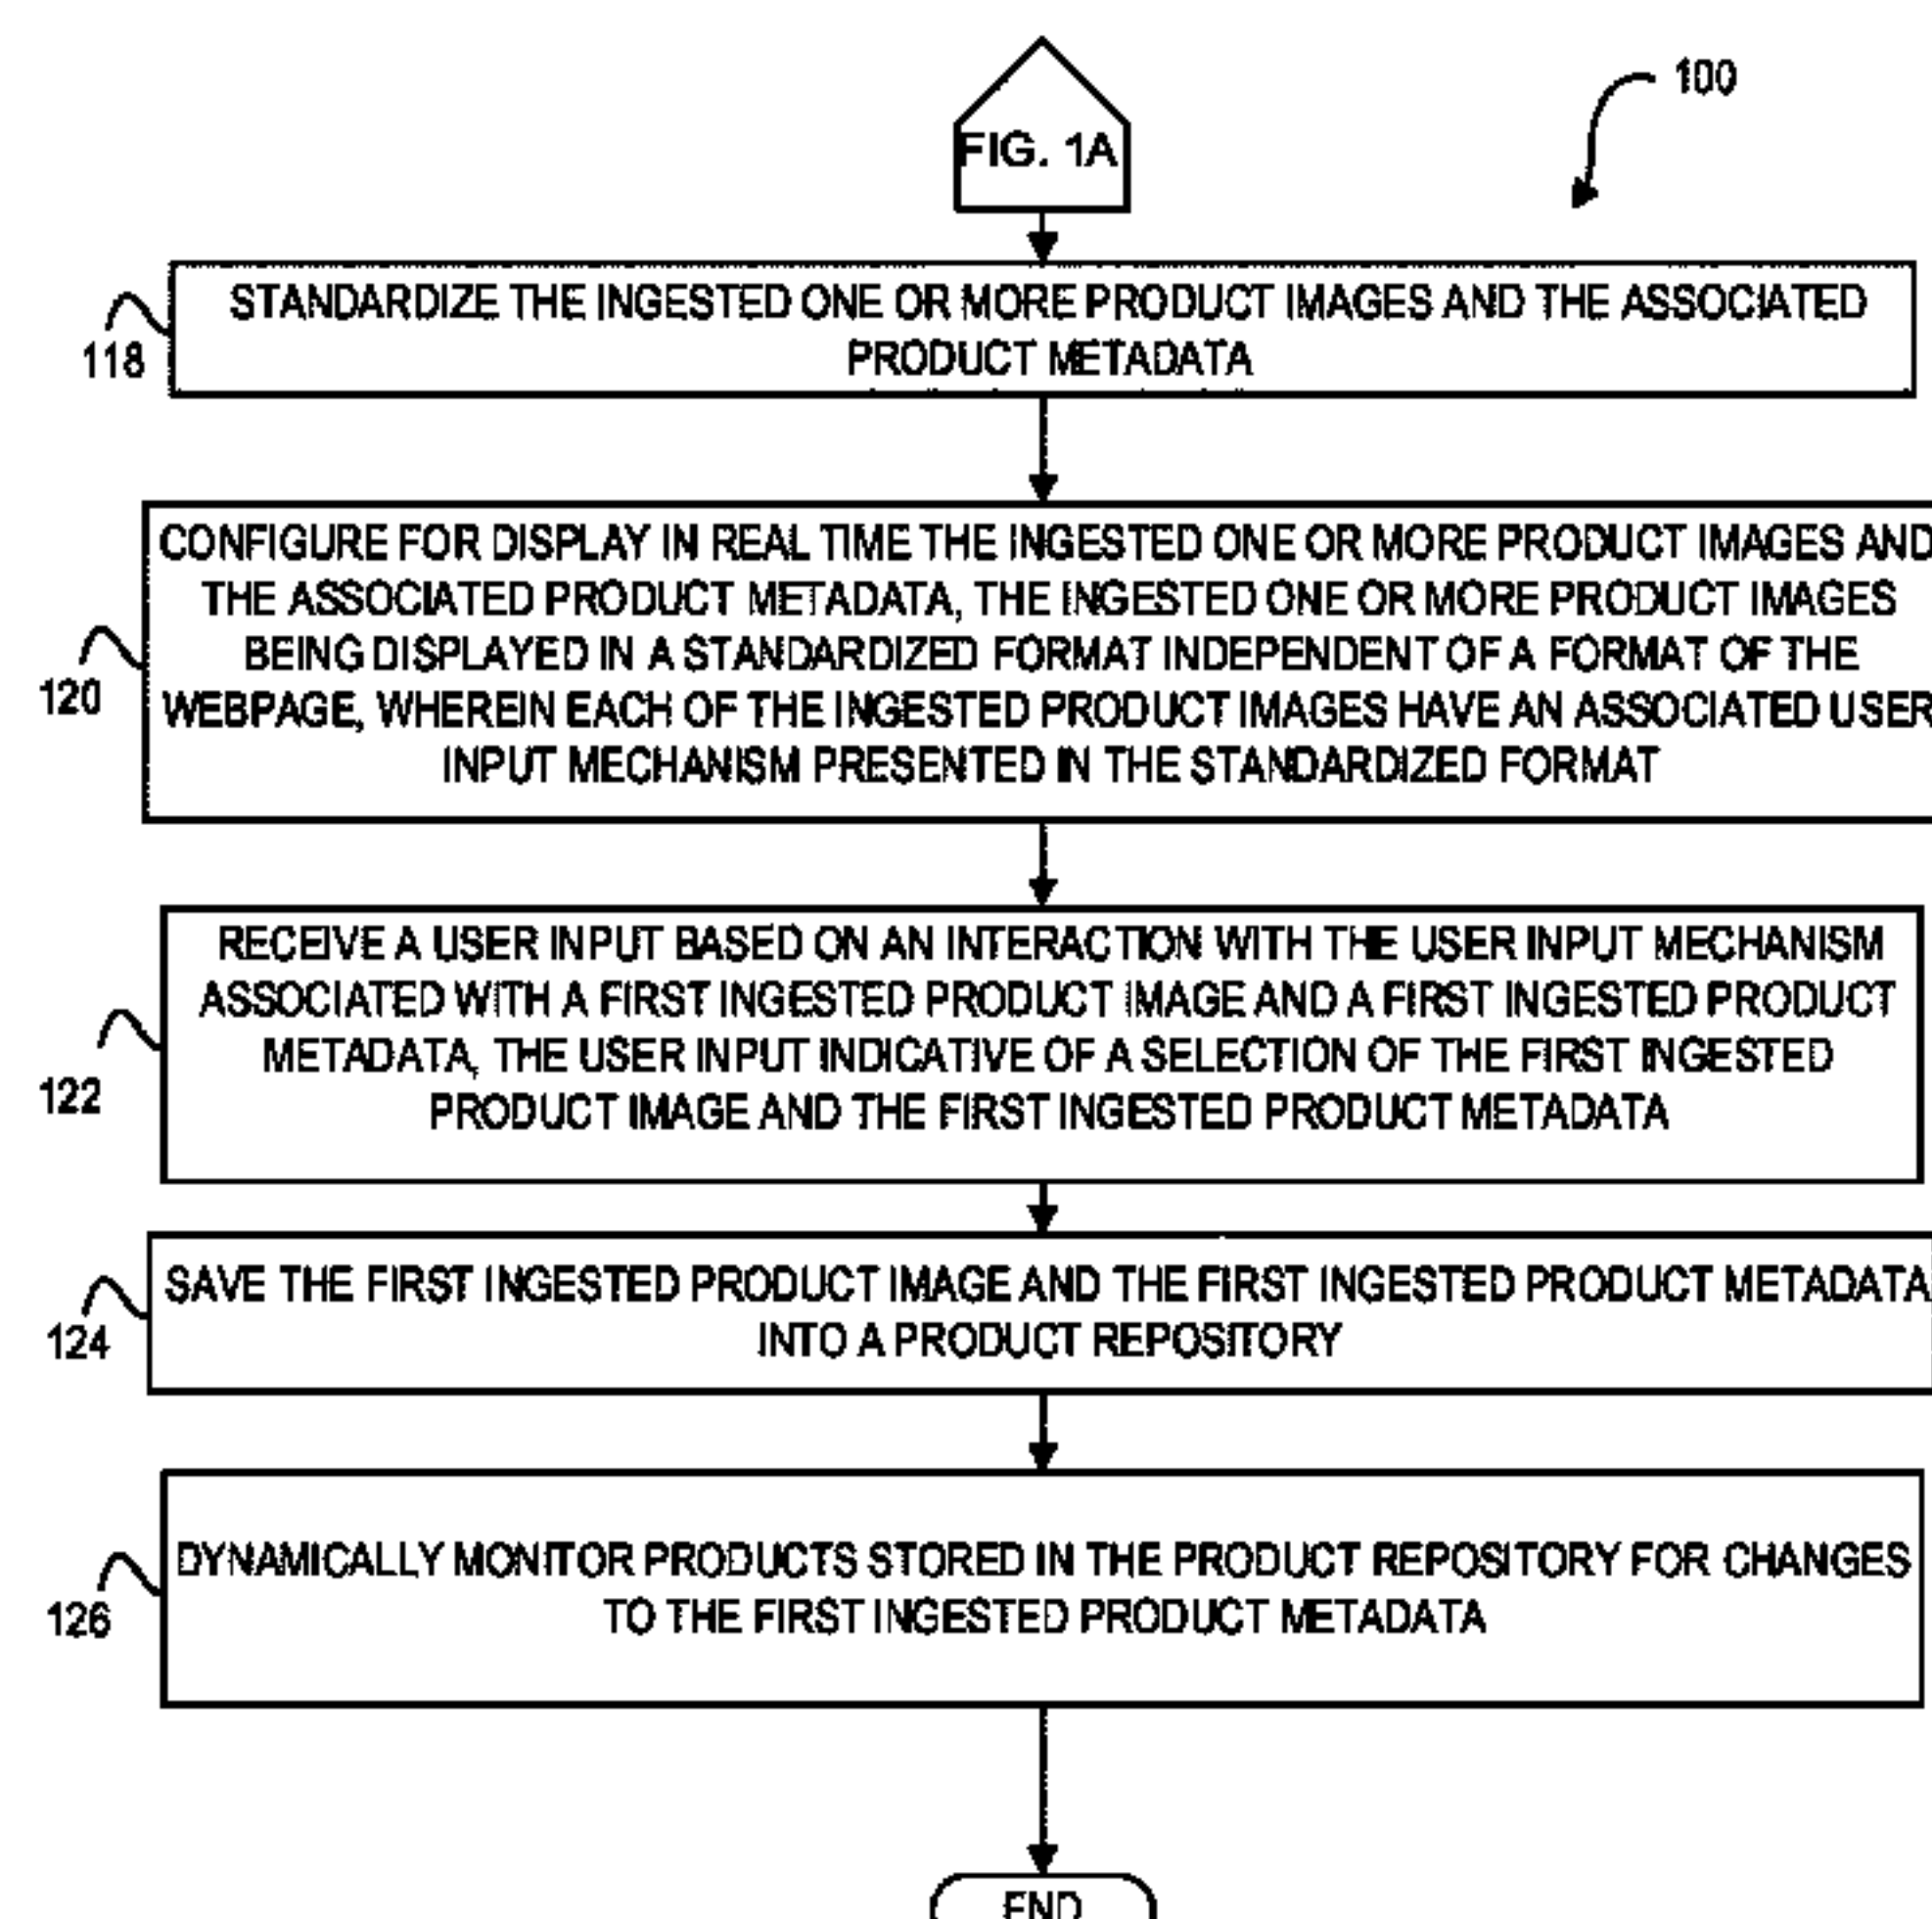 100
FIG. 1A
STANDARDIZE THE INGESTED ONE OR MORE PRODUCT IMAGES AND THE ASSOCIATED
PRODUCT METADATA
118
CONFIGURE FOR DISPLAY IN REAL TIME THE INGESTED ONE OR MORE PRODUCT IMAGES AND
THE ASSOCIATED PRODUCT METADATA, THE INGESTED ONE OR MORE PRODUCT IMAGES
BEING DISPLAYED IN A STANDARDIZED FORMAT INDEPENDENT OF A FORMAT OF THE
WEBPAGE, WHEREIN EACH OF THE INGESTED PRODUCT IMAGES HAVE AN ASSOCIATED USER
INPUT MECHANISM PRESENTED IN THE STANDARDIZED FORMAT
120
RECEIVE A USER INPUT BASED ON AN INTERACTION WITH THE USER INPUT MECHANISM
ASSOCIATED WITH A FIRST INGESTED PRODUCT IMAGE AND A FIRST INGESTED PRODUCT
METADATA, THE USER INPUT INDICATIVE OF A SELECTION OF THE FIRST INGESTED
PRODUCT IMAGE AND THE FIRST INGESTED PRODUCT METADATA
122
SAVE THE FIRST INGESTED PRODUCT IMAGE AND THE FIRST INGESTED PRODUCT METADATA
INTO A PRODUCT REPOSITORY
124
DYNAMICALLY MONITOR PRODUCTS STORED IN THE PRODUCT REPOSITORY FOR CHANGES
TO THE FIRST INGESTED PRODUCT METADATA
126
END